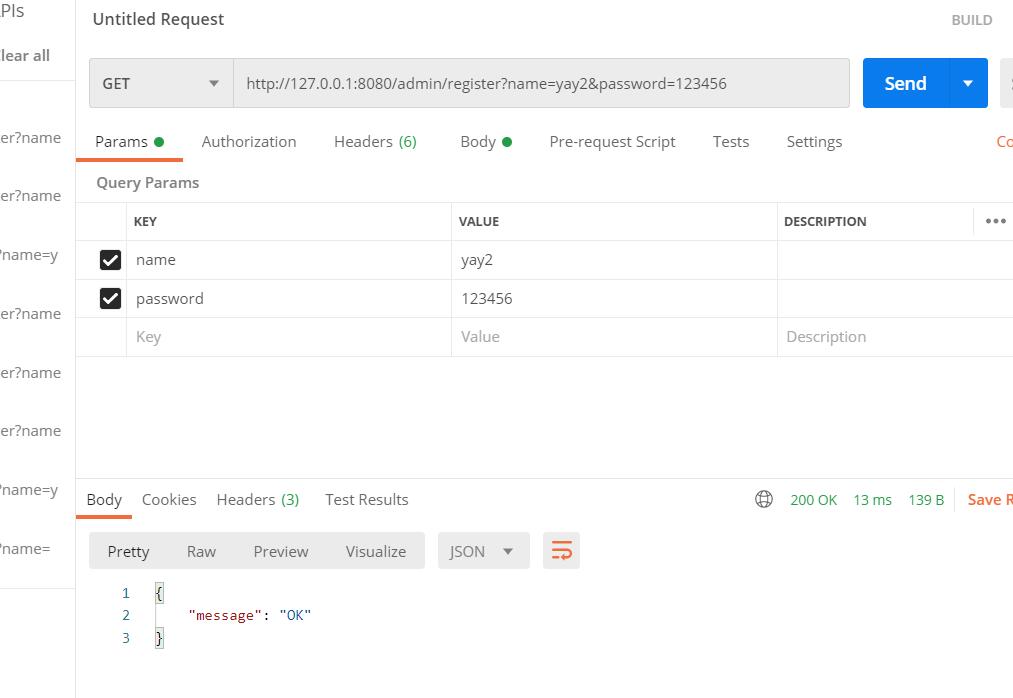 PIs
Untitled Request
BUILD
lear all
GET
http://127.0.0.1:8080/admin/register?name=yay2&password=123456
Send
Params
Authorization
Headers (6)
Body
Pre-request Script
Tests
Settings
Co
er?name
Query Params
er?name
KEY
VALUE
DESCRIPTION
?name=y
name
yay2
password
123456
er?name
Key
Value
Description
er?name
er?name
?name=y
Body
Cookies
Headers (3)
Test Results
200 OK
13 ms
139 B
Save R
?name=
Pretty
Raw
Preview
Visualize
JSON
1 {
2 "message": "OK"
3 }